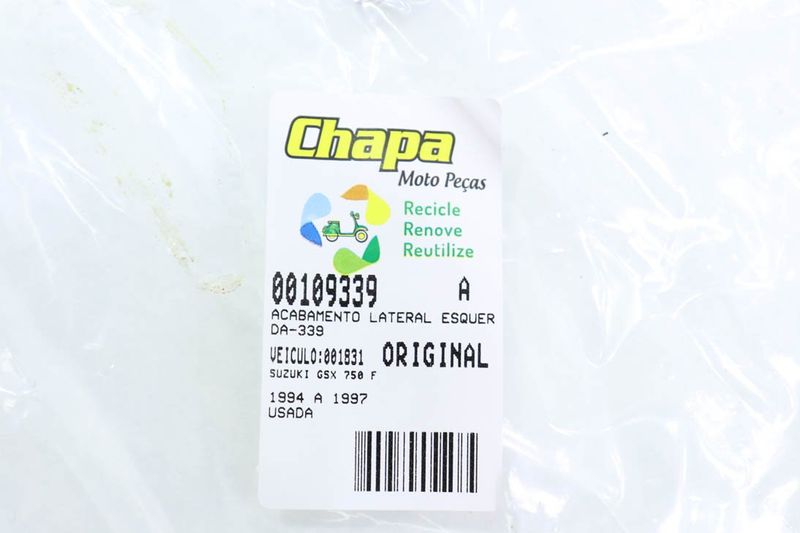 Chapa
Moto Peças
Recicle
Renove
Reutilize
00109339 A
ACABAMENTO LATERAL ESQUER
DA-339
VEICULO:001831 ORIGINAL
SUZUKI GSX 750 F
1994 A 1997
USADA